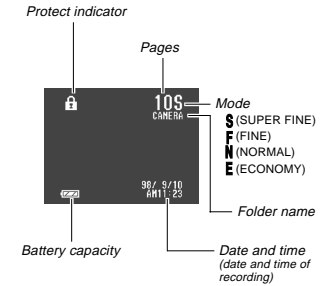 Protect indicator
Pages
10S
CAMERA
Mode
S (SUPER FINE)
F (FINE)
N (NORMAL)
E (ECONOMY)
Folder name
98/ 9/10
AM11:23
Battery capacity
Date and time
(date and time of
recording)